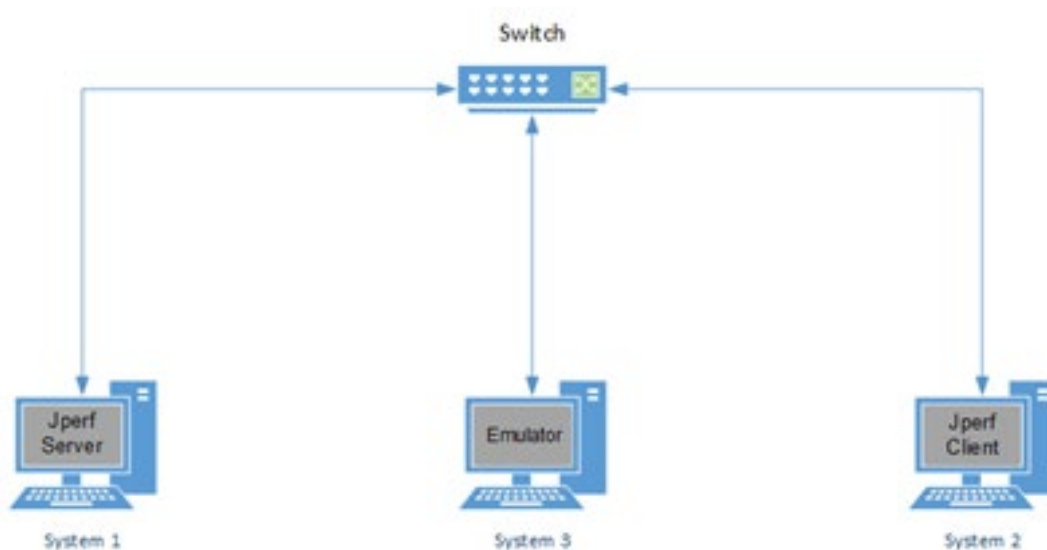 Switch
Jperf
Server
Emulator
Jperf
Client
System 1
System 3
System 2